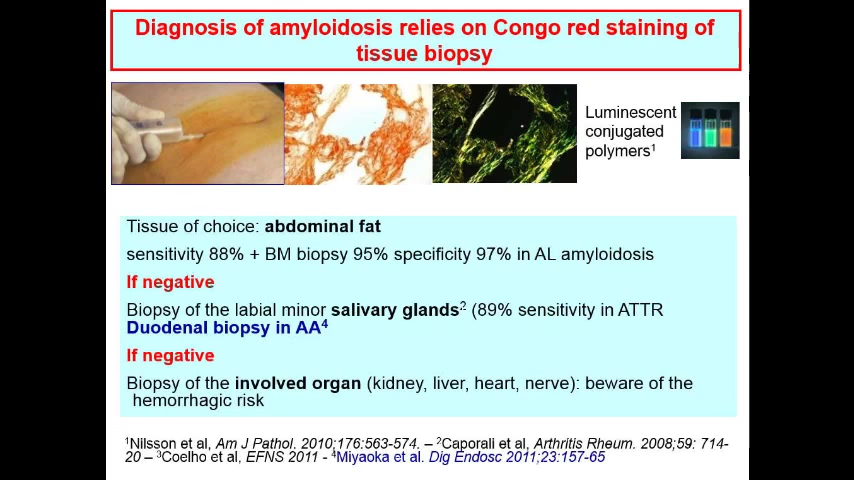 Diagnosis of amyloidosis relies on Congo red staining of
tissue biopsy
Luminescent
conjugated
polymers¹
Tissue of choice: abdominal fat
sensitivity 88% + BM biopsy 95% specificity 97% in AL amyloidosis
If negative
Biopsy of the labial minor salivary glands² (89% sensitivity in ATTR
Duodenal biopsy in AA⁴
If negative
Biopsy of the involved organ (kidney, liver, heart, nerve): beware of the
hemorrhagic risk
¹Nilsson et al, Am J Pathol. 2010;176:563-574. – ²Caporali et al, Arthritis Rheum. 2008;59: 714-
20 – ³Coelho et al, EFNS 2011 - ⁴Miyaoka et al. Dig Endosc 2011;23:157-65